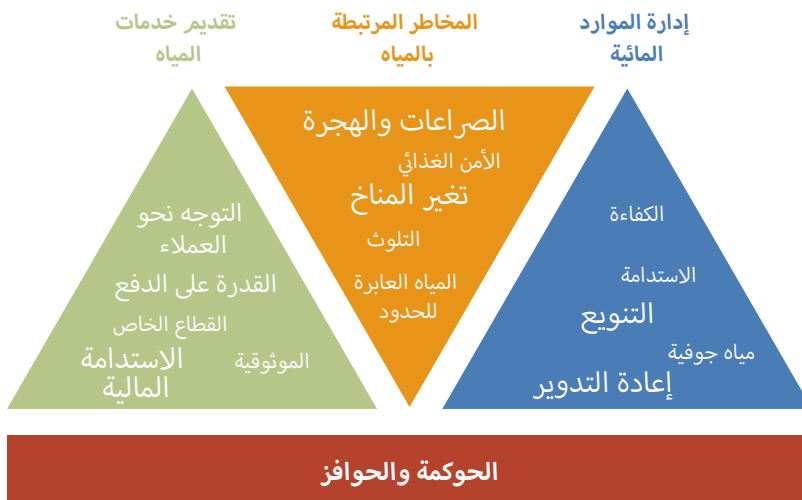 إدارة الموارد
المائية
الكفاءة
الاستدامة
التنويع
مياه جوفية
إعادة التدوير
المخاطر المرتبطة
بالمياه
الصراعات والهجرة
الأمن الغذائي
تغير المناخ
التلوث
المياه العابرة
للحدود
تقديم خدمات
المياه
التوجه نحو
العملاء
القدرة على الدفع
القطاع الخاص
الموثوقية
الاستدامة
المالية
الحوكمة والحوافز